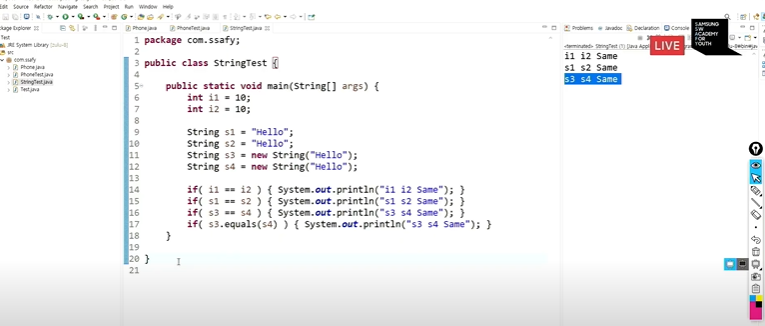 Edit Source Refactor Navigate Search Project Run Window Help
Package Explorer
Phone.java PhoneTest.java StringTest.java
Problems Javadoc Declaration Console
LIVE
SAMSUNG
SW
ACADEMY
FOR
YOUTH
Test
JRE System Library
src
com.ssafy
Phone.java
PhoneTest.java
StringTest.java
Test.java
1 package com.ssafy;
2
3 public class StringTest {
4
5 public static void main(String[] args) {
6 int i1 = 10;
7 int i2 = 10;
8
9 String s1 = "Hello";
10 String s2 = "Hello";
11 String s3 = new String("Hello");
12 String s4 = new String("Hello");
13
14 if( i1 == i2 ) { System.out.println("i1 i2 Same"); }
15 if( s1 == s2 ) { System.out.println("s1 s2 Same"); }
16 if( s3 == s4 ) { System.out.println("s3 s4 Same"); }
17 if( s3.equals(s4) ) { System.out.println("s3 s4 Same"); }
18 }
19
20 }
21
<terminated> StringTest (1) [Java
i1 i2 Same
s1 s2 Same
s3 s4 Same